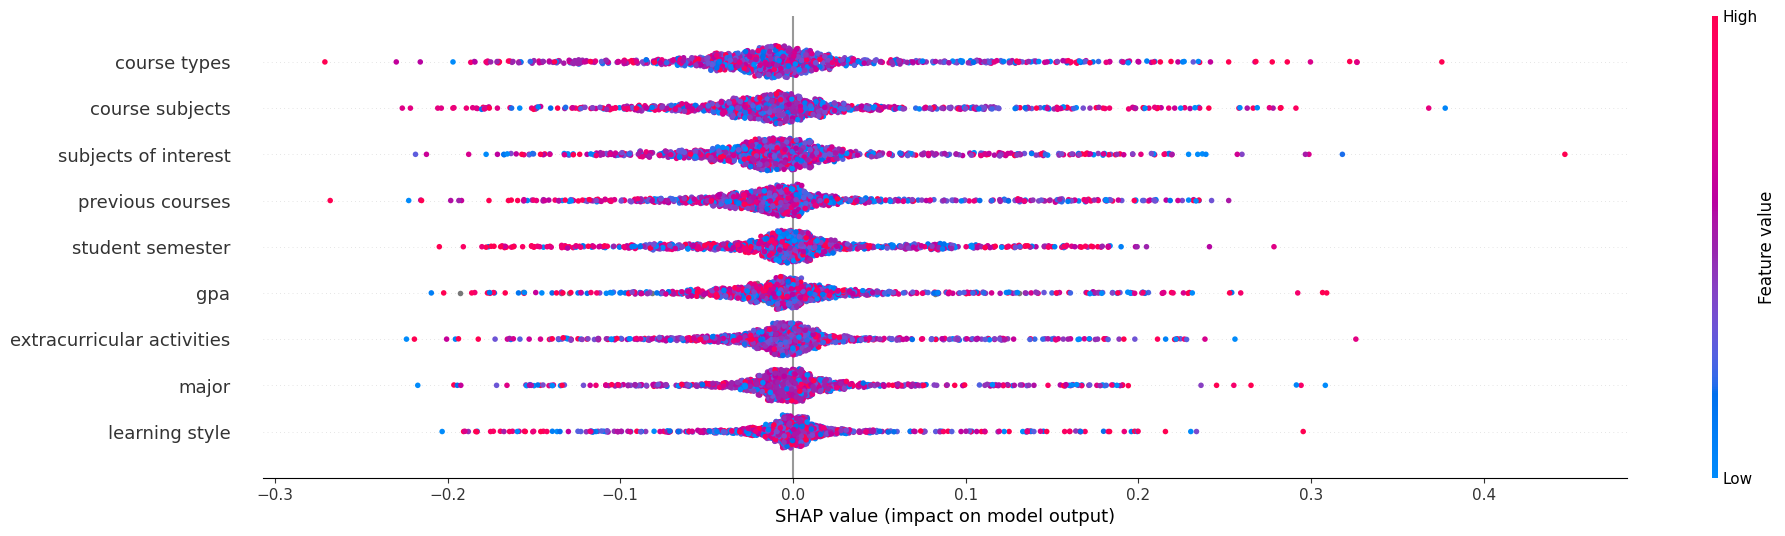 High
course types
course subjects
subjects of interest
previous courses
student semester
gpa
extracurricular activities
major
learning style
Feature value
Low
−0.3 −0.2 −0.1 0.0 0.1 0.2 0.3 0.4
SHAP value (impact on model output)